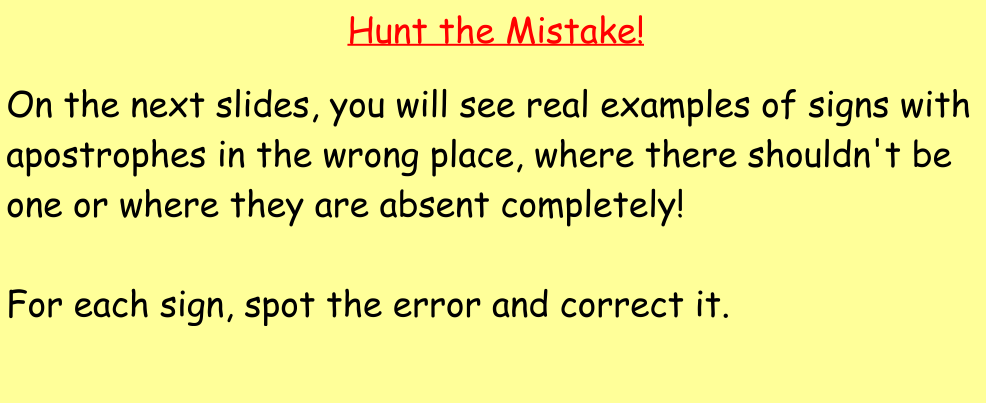 Hunt the Mistake!
On the next slides, you will see real examples of signs with
apostrophes in the wrong place, where there shouldn't be
one or where they are absent completely!
For each sign, spot the error and correct it.